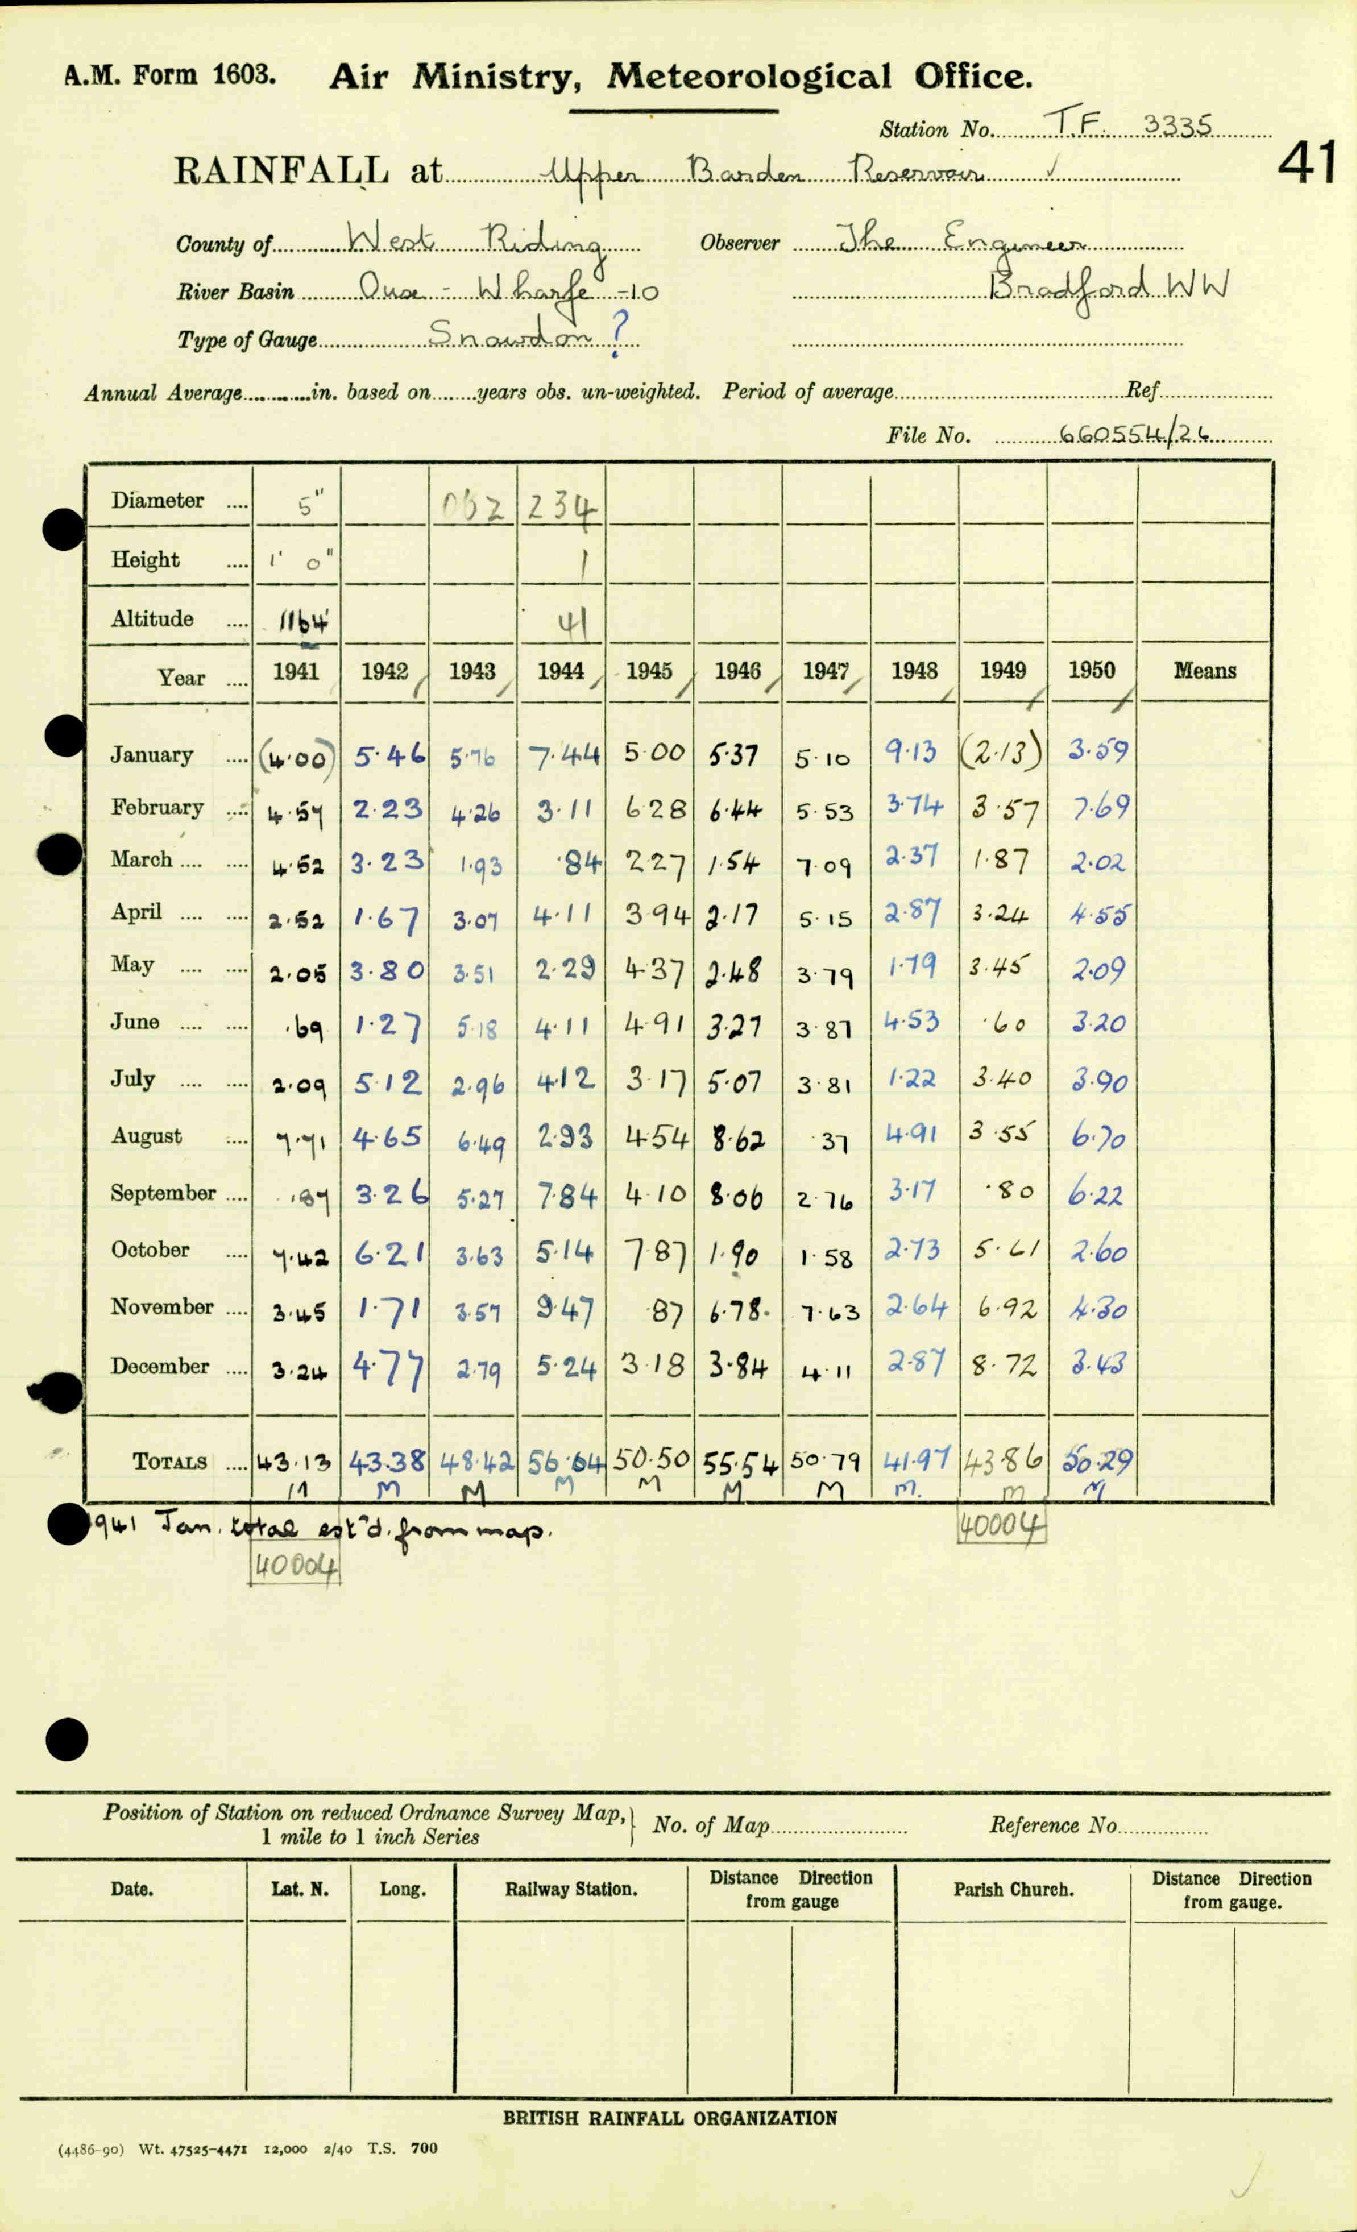 A.M. Form 1603. Air Ministry, Meteorological Office.
Station No. T.F. 3335
41
RAINFALL at Upper Barden Reservoir ✓
County of West Riding Observer The Engineer
River Basin Ouse - Wharfe -10 Bradford WW
Type of Gauge Snowdon ?
Annual Average in. based on years obs. un-weighted. Period of average Ref
File No. 660554/26
Diameter 5" 062 234
Height 1' 0" 1
Altitude 1164' 41
Year 1941 1942 1943 1944 1945 1946 1947 1948 1949 1950 Means
January (4.00) 5.46 5.76 7.44 5.00 5.37 5.10 9.13 (2.13) 3.59
February 4.57 2.23 4.26 3.11 6.28 6.44 5.53 3.74 3.57 7.69
March 4.52 3.23 1.93 .84 2.27 1.54 7.09 2.37 1.87 2.02
April 2.52 1.67 3.07 4.11 3.94 2.17 5.15 2.87 3.24 4.55
May 2.05 3.80 3.51 2.29 4.37 2.48 3.79 1.79 3.45 2.09
June .69 1.27 5.18 4.11 4.91 3.27 3.87 4.53 .60 3.20
July 2.09 5.12 2.96 4.12 3.17 5.07 3.81 1.22 3.40 3.90
August 7.71 4.65 6.49 2.93 4.54 8.62 .37 4.91 3.55 6.70
September .87 3.26 5.27 7.84 4.10 8.06 2.76 3.17 .80 6.22
October 7.42 6.21 3.63 5.14 7.87 1.90 1.58 2.73 5.61 2.60
November 3.45 1.71 3.57 9.47 .87 6.78 7.63 2.64 6.92 4.30
December 3.24 4.77 2.79 5.24 3.18 3.84 4.11 2.87 8.72 3.43
TOTALS 43.13 43.38 48.42 56.64 50.50 55.54 50.79 41.97 43.86 50.29
M M M M M M M M M M
1941 Jan. total est'd. from map. 40004
40004
Position of Station on reduced Ordnance Survey Map, 1 mile to 1 inch Series No. of Map Reference No.
Date. Lat. N. Long. Railway Station. Distance Direction from gauge Parish Church. Distance Direction from gauge.
BRITISH RAINFALL ORGANIZATION
(4486-90) Wt. 47525-4471 12,000 2/40 T.S. 700